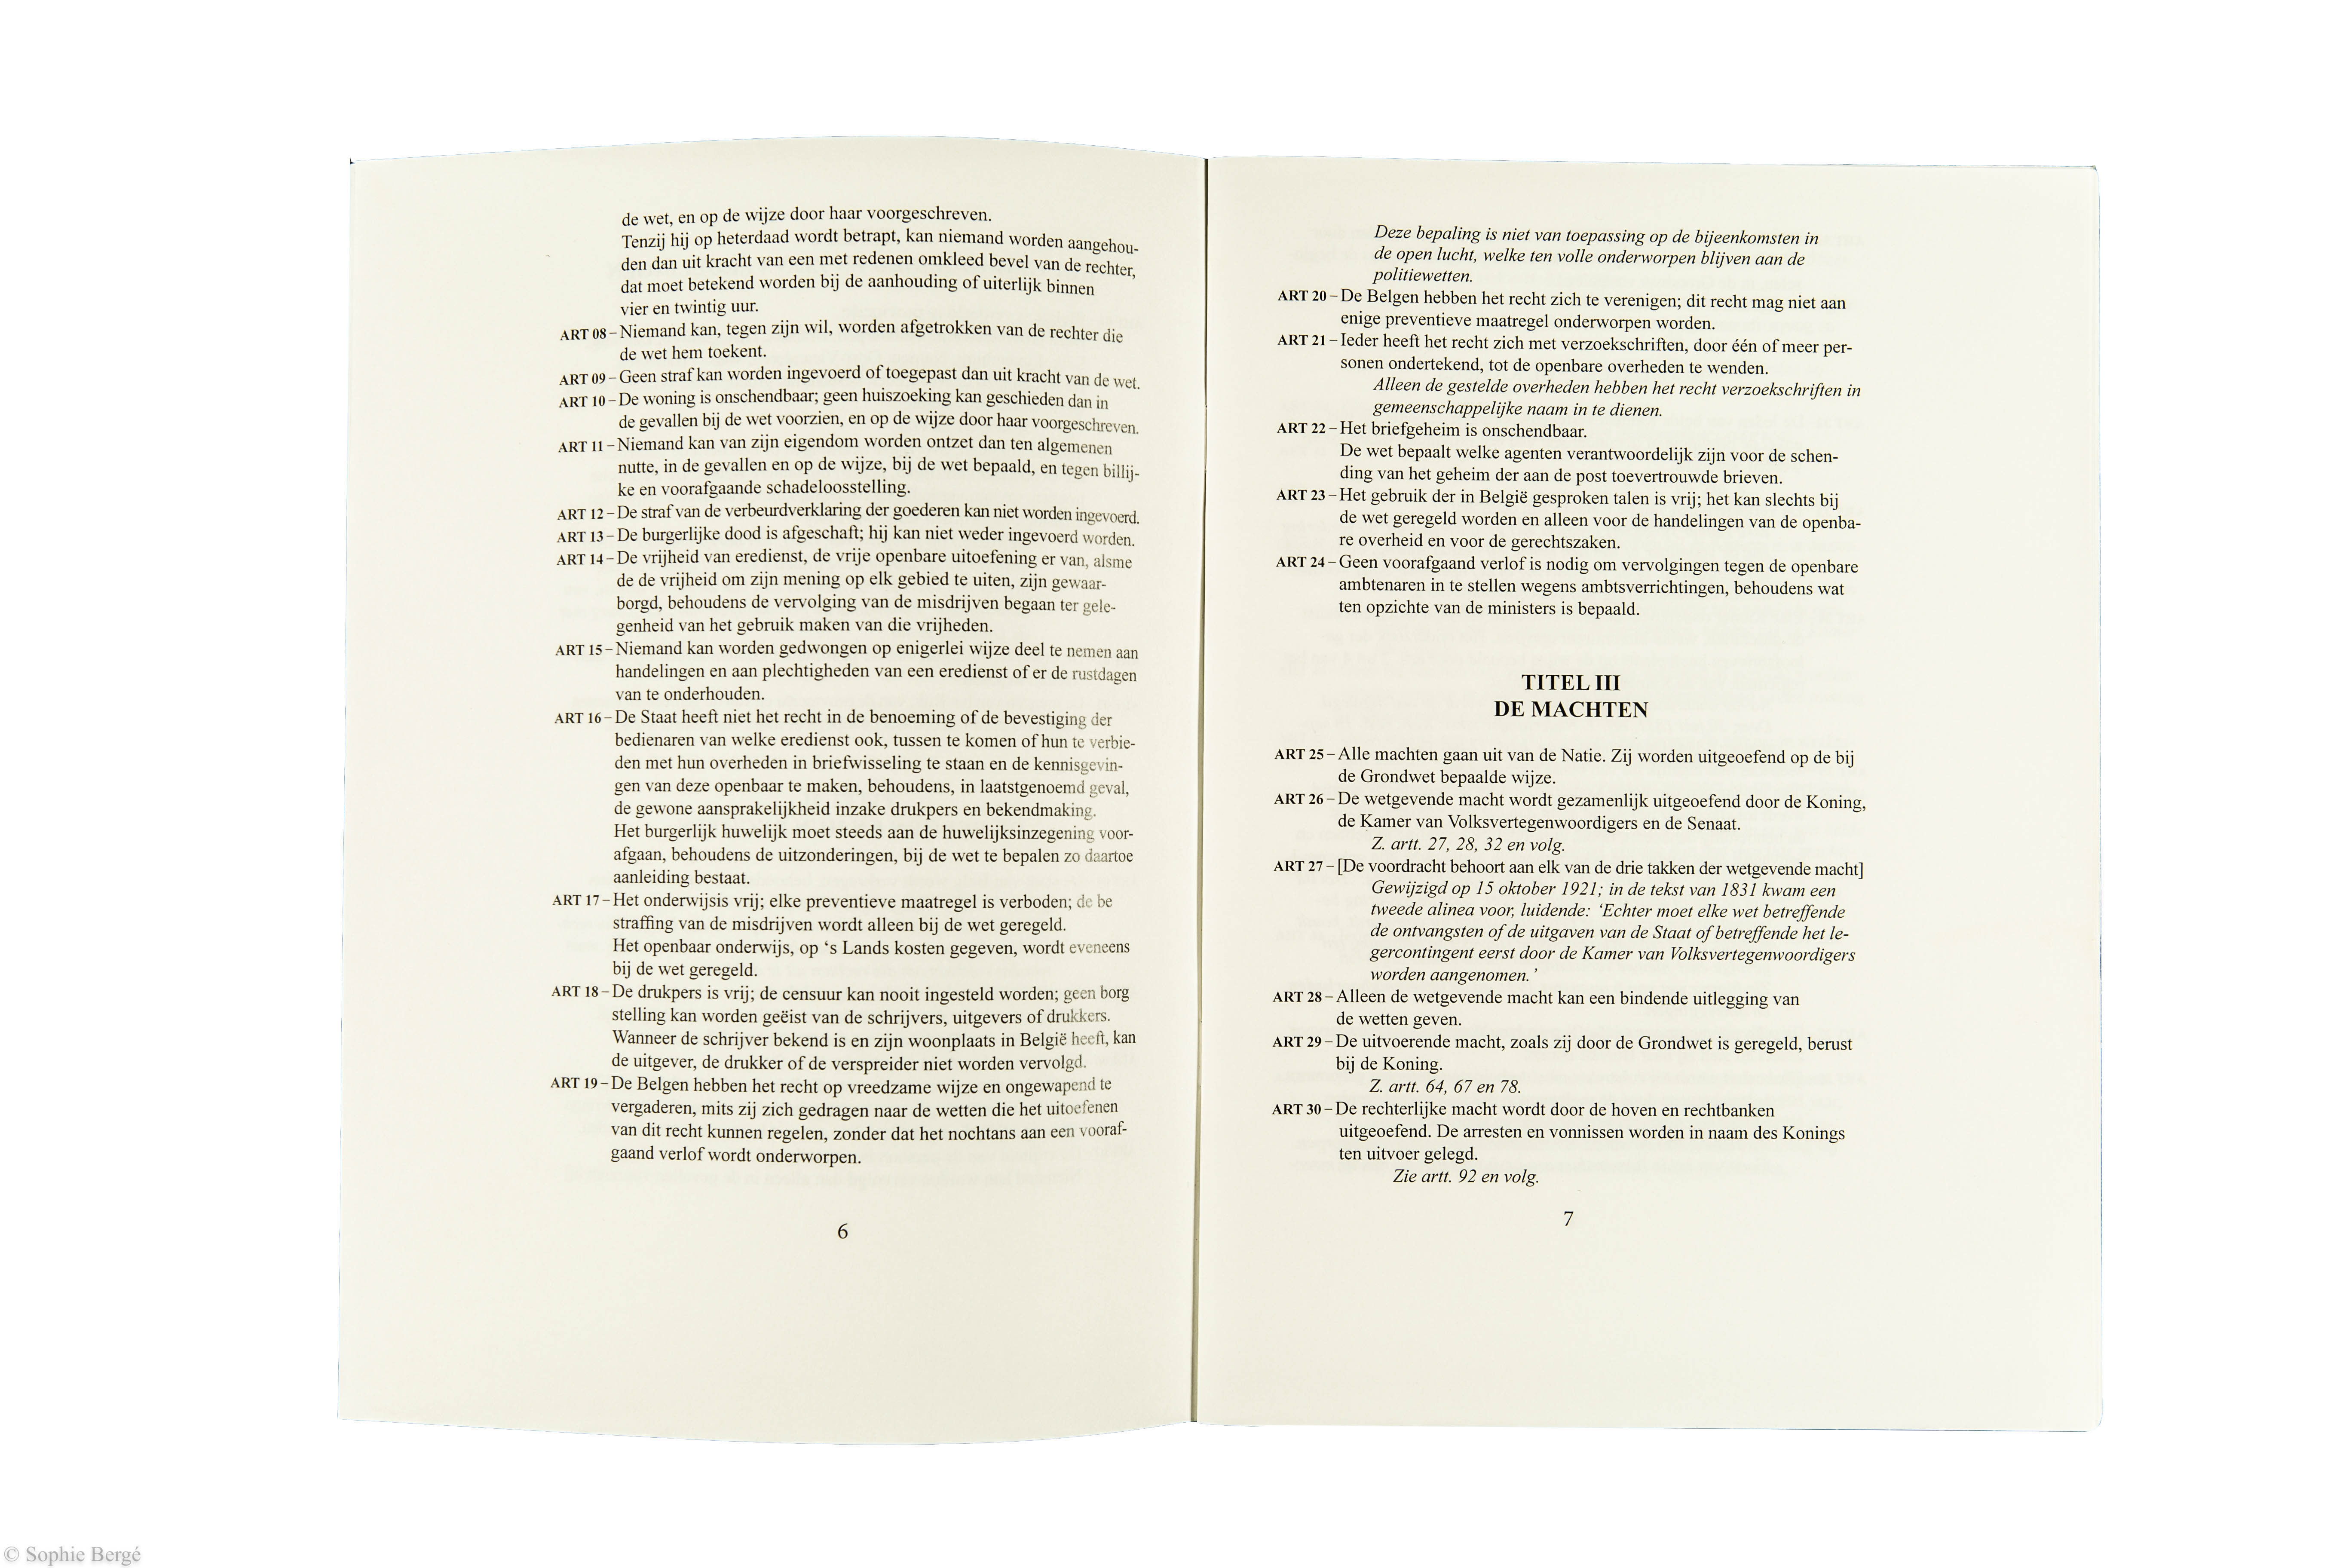 de wet, en op de wijze door haar voorgeschreven.
Tenzij hij op heterdaad wordt betrapt, kan niemand worden aangehou-
den dan uit kracht van een met redenen omkleed bevel van de rechter,
dat moet betekend worden bij de aanhouding of uiterlijk binnen
vier en twintig uur.
ART 08 – Niemand kan, tegen zijn wil, worden afgetrokken van de rechter die
de wet hem toekent.
ART 09 – Geen straf kan worden ingevoerd of toegepast dan uit kracht van de wet.
ART 10 – De woning is onschendbaar; geen huiszoeking kan geschieden dan in
de gevallen bij de wet voorzien, en op de wijze door haar voorgeschreven.
ART 11 – Niemand kan van zijn eigendom worden ontzet dan ten algemenen
nutte, in de gevallen en op de wijze, bij de wet bepaald, en tegen billij-
ke en voorafgaande schadeloosstelling.
ART 12 – De straf van de verbeurdverklaring der goederen kan niet worden ingevoerd.
ART 13 – De burgerlijke dood is afgeschaft; hij kan niet weder ingevoerd worden.
ART 14 – De vrijheid van eredienst, de vrije openbare uitoefening er van, alsme
de de vrijheid om zijn mening op elk gebied te uiten, zijn gewaar-
borgd, behoudens de vervolging van de misdrijven begaan ter gele-
genheid van het gebruik maken van die vrijheden.
ART 15 – Niemand kan worden gedwongen op enigerlei wijze deel te nemen aan
handelingen en aan plechtigheden van een eredienst of er de rustdagen
van te onderhouden.
ART 16 – De Staat heeft niet het recht in de benoeming of de bevestiging der
bedienaren van welke eredienst ook, tussen te komen of hun te verbie-
den met hun overheden in briefwisseling te staan en de kennisgevin-
gen van deze openbaar te maken, behoudens, in laatstgenoemd geval,
de gewone aansprakelijkheid inzake drukpers en bekendmaking.
Het burgerlijk huwelijk moet steeds aan de huwelijksinzegening voor-
afgaan, behoudens de uitzonderingen, bij de wet te bepalen zo daartoe
aanleiding bestaat.
ART 17 – Het onderwijsis vrij; elke preventieve maatregel is verboden; de be
straffing van de misdrijven wordt alleen bij de wet geregeld.
Het openbaar onderwijs, op ‘s Lands kosten gegeven, wordt eveneens
bij de wet geregeld.
ART 18 – De drukpers is vrij; de censuur kan nooit ingesteld worden; geen borg
stelling kan worden geëist van de schrijvers, uitgevers of drukkers.
Wanneer de schrijver bekend is en zijn woonplaats in België heeft, kan
de uitgever, de drukker of de verspreider niet worden vervolgd.
ART 19 – De Belgen hebben het recht op vreedzame wijze en ongewapend te
vergaderen, mits zij zich gedragen naar de wetten die het uitoefenen
van dit recht kunnen regelen, zonder dat het nochtans aan een vooraf-
gaand verlof wordt onderworpen.
6
Deze bepaling is niet van toepassing op de bijeenkomsten in
de open lucht, welke ten volle onderworpen blijven aan de
politiewetten.
ART 20 – De Belgen hebben het recht zich te verenigen; dit recht mag niet aan
enige preventieve maatregel onderworpen worden.
ART 21 – Ieder heeft het recht zich met verzoekschriften, door één of meer per-
sonen ondertekend, tot de openbare overheden te wenden.
Alleen de gestelde overheden hebben het recht verzoekschriften in
gemeenschappelijke naam in te dienen.
ART 22 – Het briefgeheim is onschendbaar.
De wet bepaalt welke agenten verantwoordelijk zijn voor de schen-
ding van het geheim der aan de post toevertrouwde brieven.
ART 23 – Het gebruik der in België gesproken talen is vrij; het kan slechts bij
de wet geregeld worden en alleen voor de handelingen van de openba-
re overheid en voor de gerechtszaken.
ART 24 – Geen voorafgaand verlof is nodig om vervolgingen tegen de openbare
ambtenaren in te stellen wegens ambtsverrichtingen, behoudens wat
ten opzichte van de ministers is bepaald.
TITEL III
DE MACHTEN
ART 25 – Alle machten gaan uit van de Natie. Zij worden uitgeoefend op de bij
de Grondwet bepaalde wijze.
ART 26 – De wetgevende macht wordt gezamenlijk uitgeoefend door de Koning,
de Kamer van Volksvertegenwoordigers en de Senaat.
Z. artt. 27, 28, 32 en volg.
ART 27 – [De voordracht behoort aan elk van de drie takken der wetgevende macht]
Gewijzigd op 15 oktober 1921; in de tekst van 1831 kwam een
tweede alinea voor, luidende: ‘Echter moet elke wet betreffende
de ontvangsten of de uitgaven van de Staat of betreffende het le-
gercontingent eerst door de Kamer van Volksvertegenwoordigers
worden aangenomen.’
ART 28 – Alleen de wetgevende macht kan een bindende uitlegging van
de wetten geven.
ART 29 – De uitvoerende macht, zoals zij door de Grondwet is geregeld, berust
bij de Koning.
Z. artt. 64, 67 en 78.
ART 30 – De rechterlijke macht wordt door de hoven en rechtbanken
uitgeoefend. De arresten en vonnissen worden in naam des Konings
ten uitvoer gelegd.
Zie artt. 92 en volg.
7
© Sophie Bergé